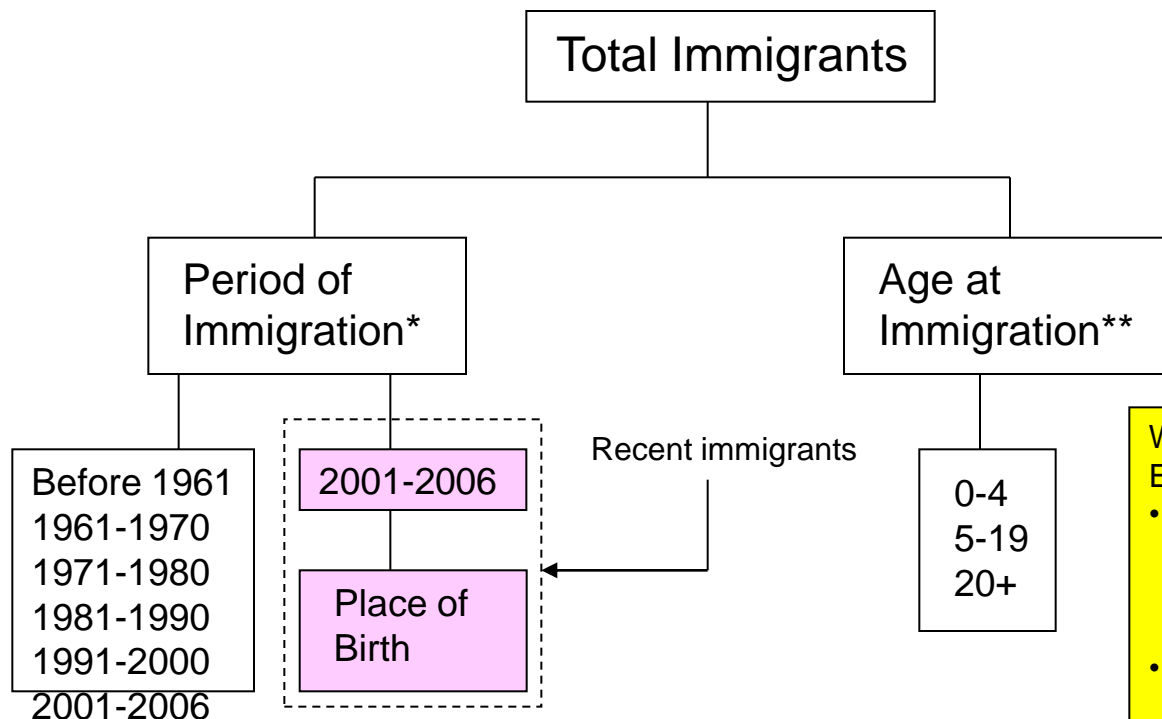 Total Immigrants
Period of
Immigration*
Age at
Immigration**
Before 1961
1961-1970
1971-1980
1981-1990
1991-2000
2001-2006
2001-2006
Place of
Birth
Recent immigrants
0-4
5-19
20+